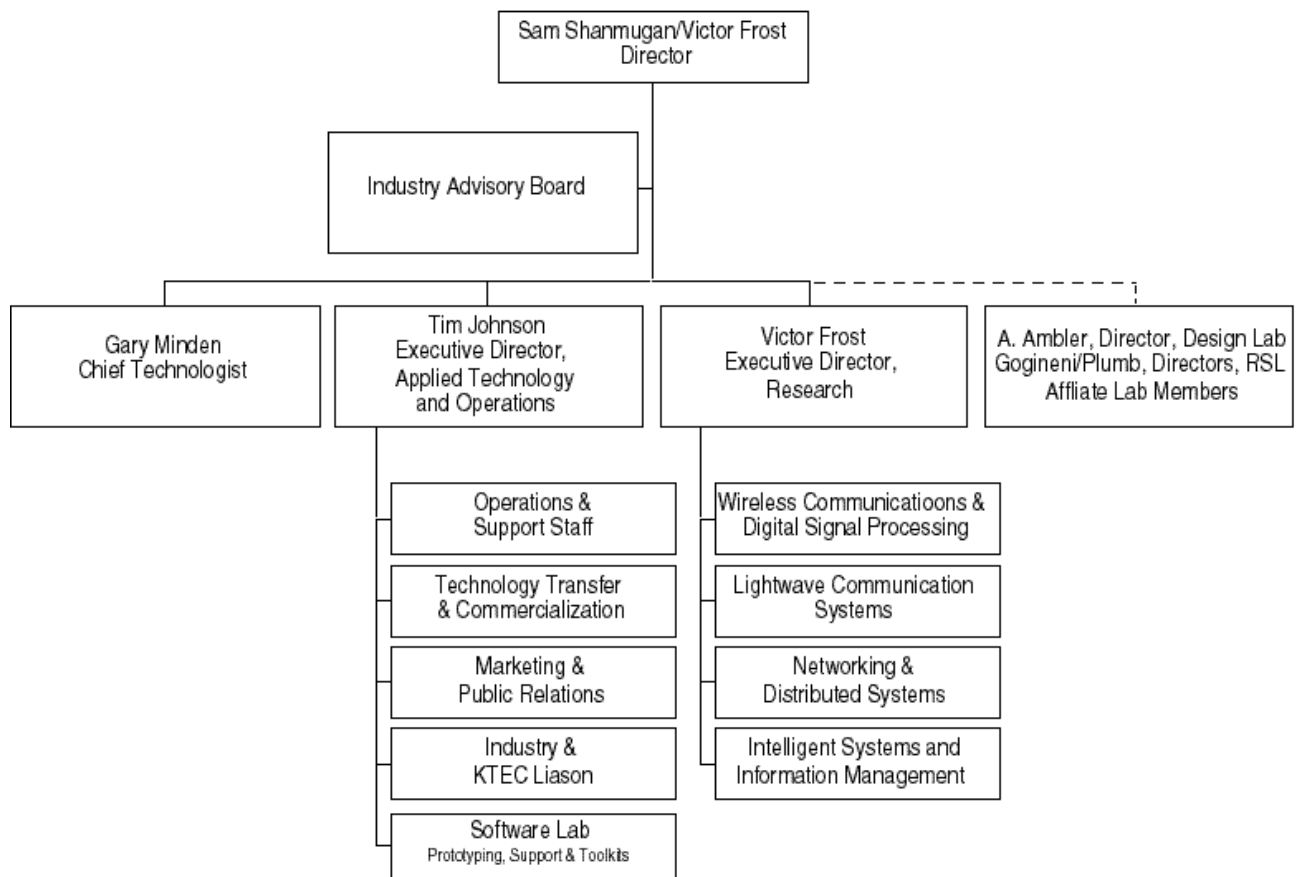 Sam Shanmugan/Victor Frost
Director
Industry Advisory Board
Gary Minden
Chief Technologist
Tim Johnson
Executive Director,
Applied Technology
and Operations
Victor Frost
Executive Director,
Research
A. Ambler, Director, Design Lab
Gogineni/Plumb, Directors, RSL
Affliate Lab Members
Operations &
Support Staff
Technology Transfer
& Commercialization
Marketing &
Public Relations
Industry &
KTEC Liason
Software Lab
Prototyping, Support & Toolkits
Wireless Communicatioons &
Digital Signal Processing
Lightwave Communication
Systems
Networking &
Distributed Systems
Intelligent Systems and
Information Management